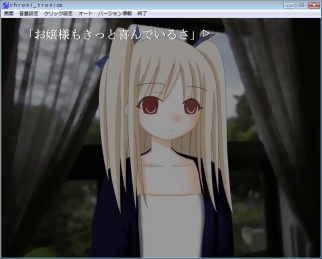 chroni_tronica
画面 音量設定 クリック設定 オート バージョン情報 終了
「お嬢様もきっと喜んでいるさ」